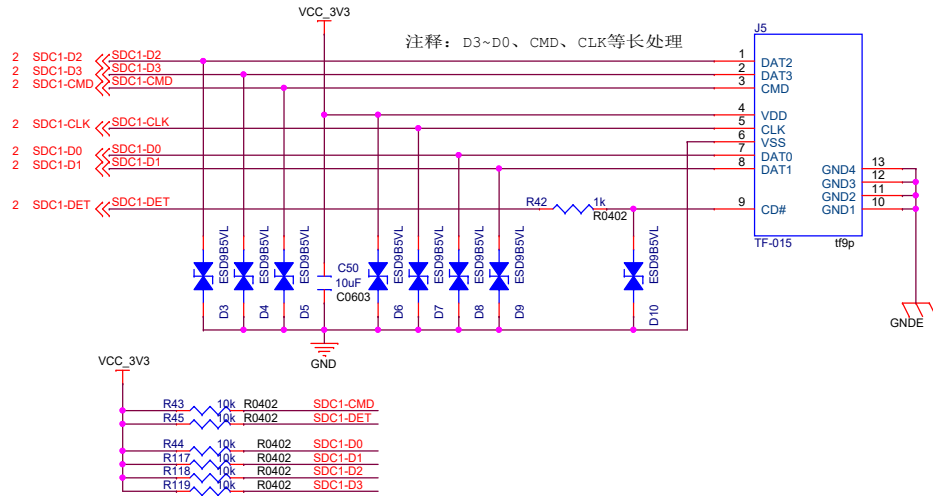 VCC_3V3
注释: D3~D0、CMD、CLK等长处理
J5
2 SDC1-D2 SDC1-D2 1 DAT2
2 SDC1-D3 SDC1-D3 2 DAT3
2 SDC1-CMD SDC1-CMD 3 CMD
4 VDD
2 SDC1-CLK SDC1-CLK 5 CLK
6 VSS
2 SDC1-D0 SDC1-D0 7 DAT0
2 SDC1-D1 SDC1-D1 8 DAT1
GND4 13
GND3 12
GND2 11
GND1 10
2 SDC1-DET SDC1-DET R42 1k R0402 9 CD#
TF-015 tf9p
ESD9B5VL D3
ESD9B5VL D4
ESD9B5VL D5
C50
10uF
C0603
ESD9B5VL D6
ESD9B5VL D7
ESD9B5VL D8
ESD9B5VL D9
ESD9B5VL D10
GND
GNDE
VCC_3V3
R43 10k R0402 SDC1-CMD
R45 10k R0402 SDC1-DET
R44 10k R0402 SDC1-D0
R117 10k R0402 SDC1-D1
R118 10k R0402 SDC1-D2
R119 10k R0402 SDC1-D3